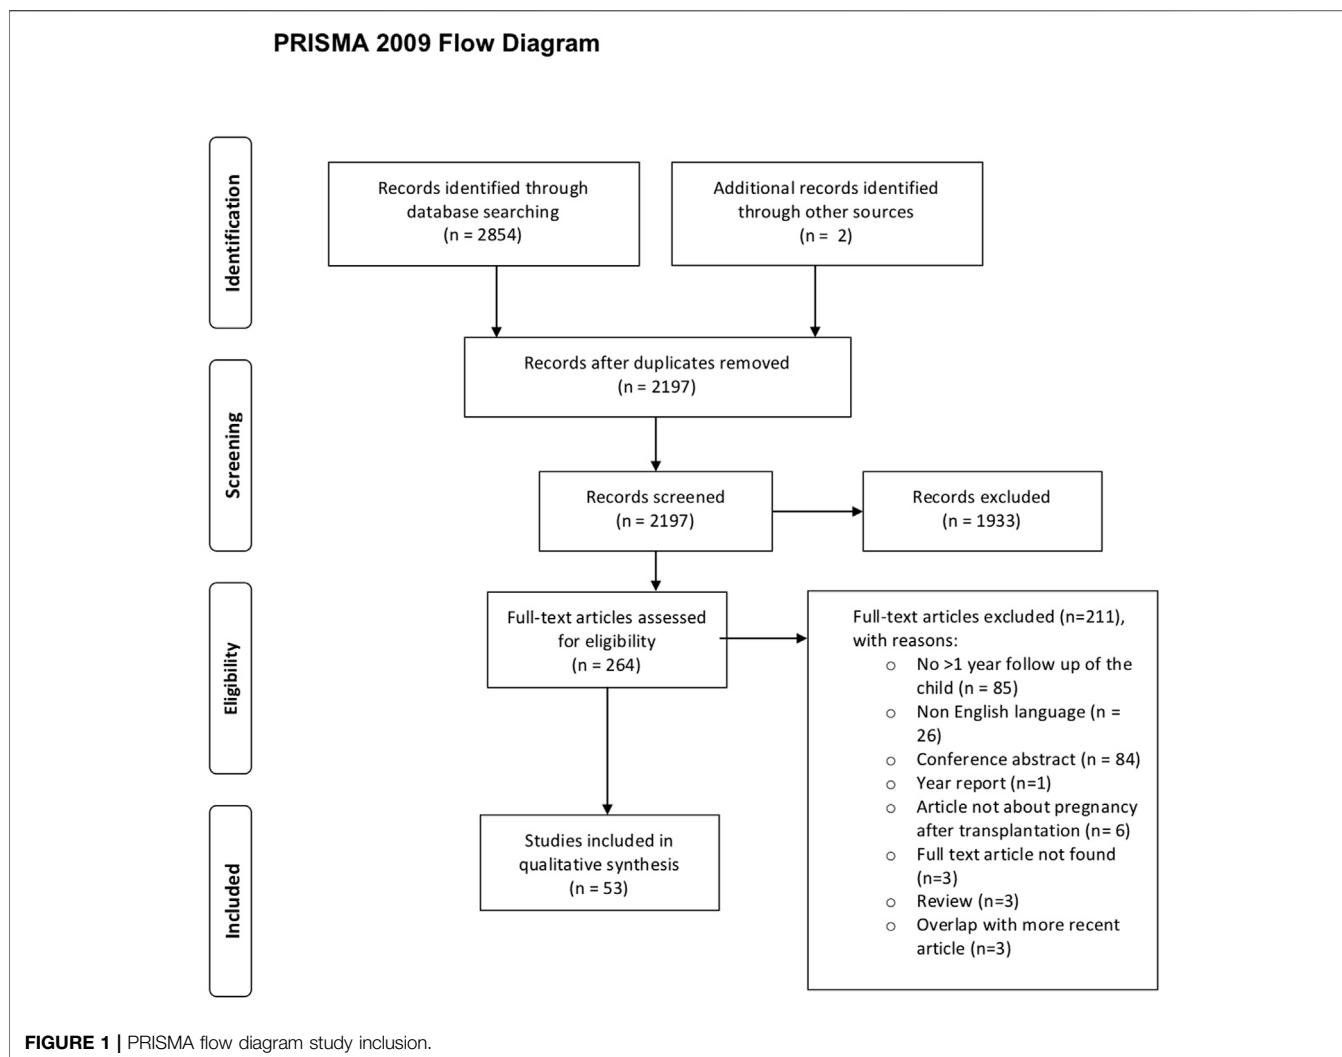 PRISMA 2009 Flow Diagram
Identification
Records identified through
database searching
(n = 2854)
Additional records identified
through other sources
(n =  2)
Records after duplicates removed
(n = 2197)
Screening
Records screened
(n = 2197)
Records excluded
(n = 1933)
Eligibility
Full-text articles assessed
for eligibility
(n = 264)
Full-text articles excluded (n=211),
with reasons:
o No >1 year follow up of the
child (n = 85)
o Non English language (n =
26)
o Conference abstract (n = 84)
o Year report (n=1)
o Article not about pregnancy
after transplantation (n= 6)
o Full text article not found
(n=3)
o Review (n=3)
o Overlap with more recent
article (n=3)
Included
Studies included in
qualitative synthesis
(n = 53)
FIGURE 1 | PRISMA flow diagram study inclusion.